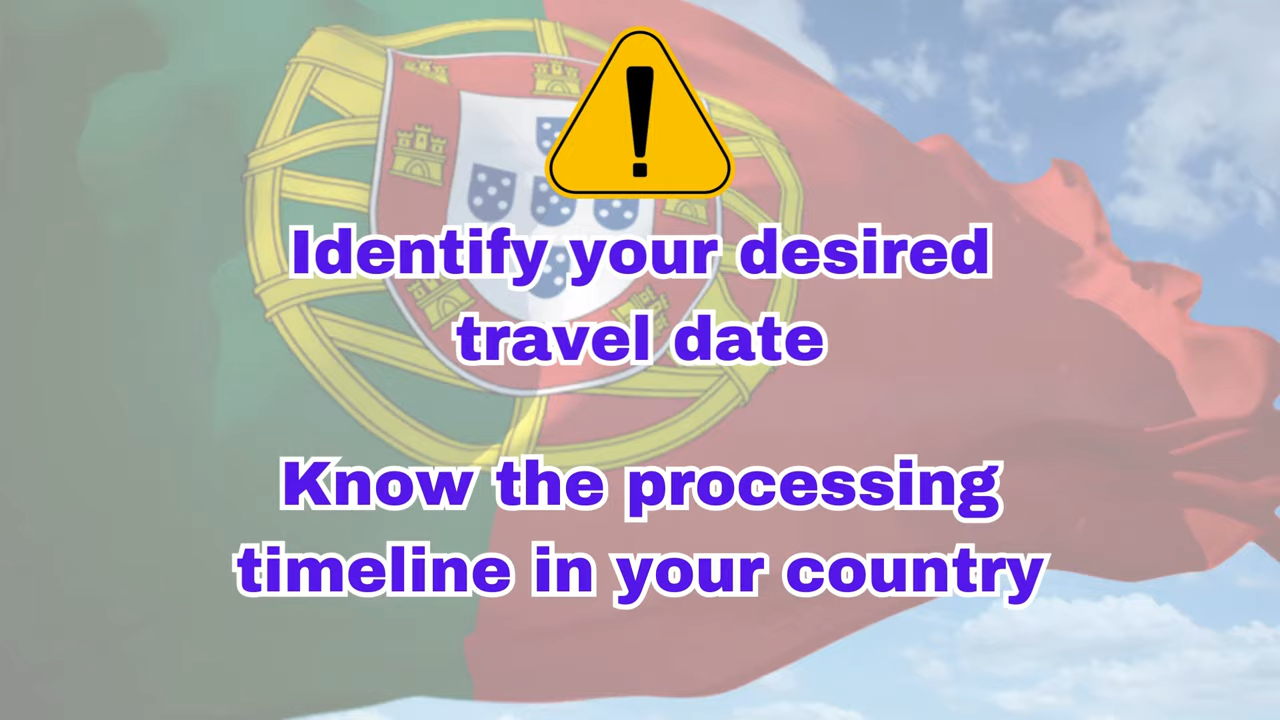 Identify your desired
travel date
Know the processing
timeline in your country